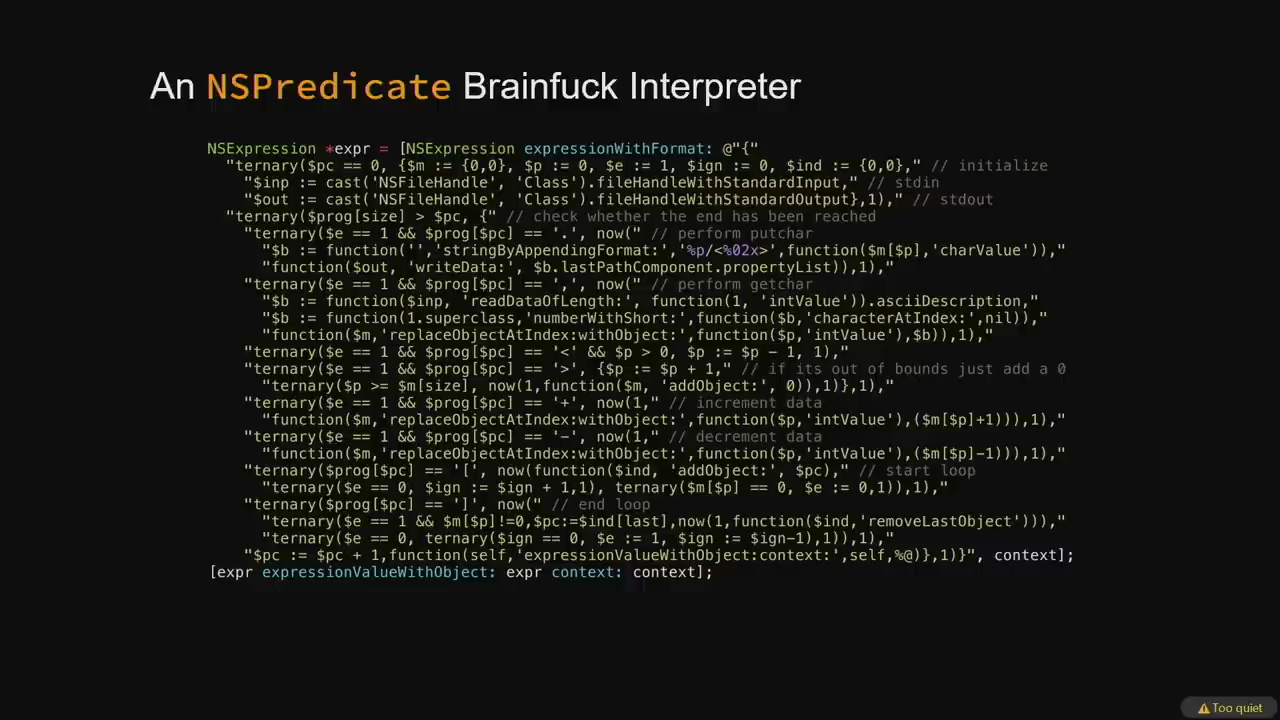 An NSPredicate Brainfuck Interpreter
NSExpression *expr = [NSExpression expressionWithFormat: @"{"
"ternary($pc == 0, {$m := {0,0}, $p := 0, $e := 1, $ign := 0, $ind := {0,0}," // initialize
"$inp := cast('NSFileHandle', 'Class').fileHandleWithStandardInput," // stdin
"$out := cast('NSFileHandle', 'Class').fileHandleWithStandardOutput},1)," // stdout
"ternary($prog[size] > $pc, {" // check whether the end has been reached
"ternary($e == 1 && $prog[$pc] == '.', now(" // perform putchar
"$b := function('','stringByAppendingFormat:','%p/<%02x>',function($m[$p],'charValue')),"
"function($out, 'writeData:', $b.lastPathComponent.propertyList)),1),"
"ternary($e == 1 && $prog[$pc] == ',', now(" // perform getchar
"$b := function($inp, 'readDataOfLength:', function(1, 'intValue')).asciiDescription,"
"$b := function(1.superclass,'numberWithShort:',function($b,'characterAtIndex:',nil)),"
"function($m,'replaceObjectAtIndex:withObject:',function($p,'intValue'),$b)),1),"
"ternary($e == 1 && $prog[$pc] == '<' && $p > 0, $p := $p - 1, 1),"
"ternary($e == 1 && $prog[$pc] == '>', {$p := $p + 1," // if its out of bounds just add a 0
"ternary($p >= $m[size], now(1,function($m, 'addObject:', 0)),1)},1),"
"ternary($e == 1 && $prog[$pc] == '+', now(1," // increment data
"function($m,'replaceObjectAtIndex:withObject:',function($p,'intValue'),($m[$p]+1))),1),"
"ternary($e == 1 && $prog[$pc] == '-', now(1," // decrement data
"function($m,'replaceObjectAtIndex:withObject:',function($p,'intValue'),($m[$p]-1))),1),"
"ternary($prog[$pc] == '[', now(function($ind, 'addObject:', $pc)," // start loop
"ternary($e == 0, $ign := $ign + 1,1), ternary($m[$p] == 0, $e := 0,1)),1),"
"ternary($prog[$pc] == ']', now(" // end loop
"ternary($e == 1 && $m[$p]!=0,$pc:=$ind[last],now(1,function($ind,'removeLastObject'))),"
"ternary($e == 0, ternary($ign == 0, $e := 1, $ign := $ign-1),1)),1),"
"$pc := $pc + 1,function(self,'expressionValueWithObject:context:',self,%@)},1)}", context];
[expr expressionValueWithObject: expr context: context];
Too quiet